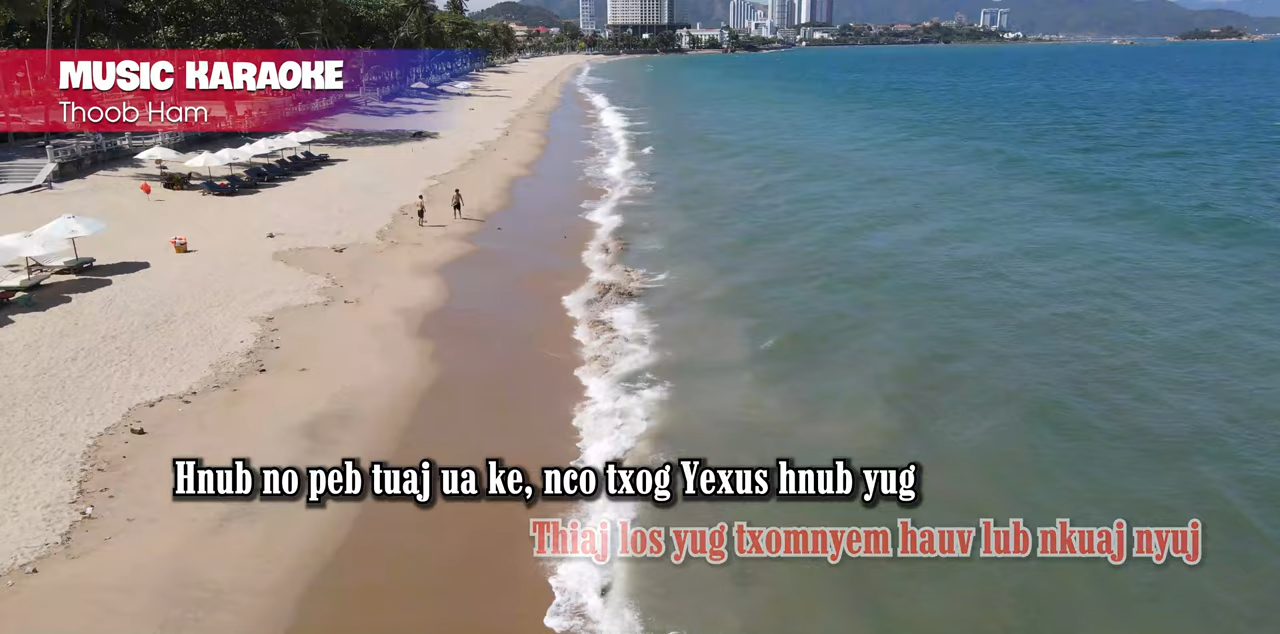 MUSIC KARAOKE
Thoob Ham
Hnub no peb tuaj ua ke, nco txog Yexus hnub yug
Thiaj los yug txomnyem hauv lub nkuaj nyuj